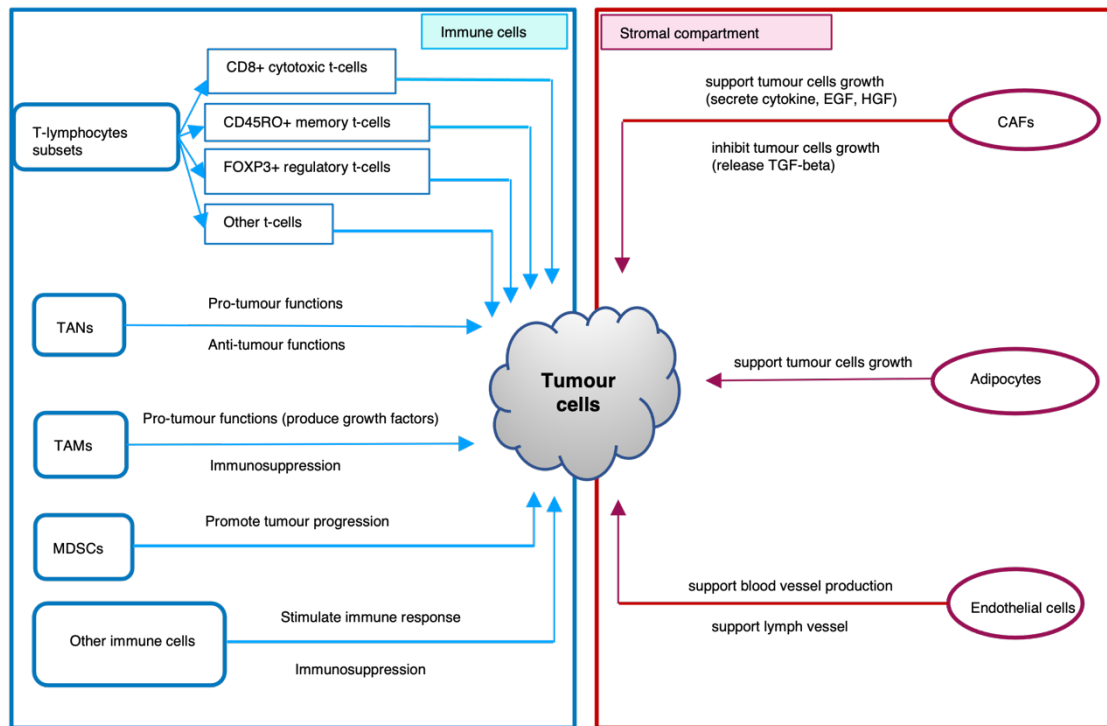 Immune cells
CD8+ cytotoxic t-cells
T-lymphocytes
subsets
CD45RO+ memory t-cells
FOXP3+ regulatory t-cells
Other t-cells
TANs
Pro-tumour functions
Anti-tumour functions
TAMs
Pro-tumour functions (produce growth factors)
Immunosuppression
MDSCs
Promote tumour progression
Other immune cells
Stimulate immune response
Immunosuppression
Tumour
cells
Stromal compartment
support tumour cells growth
(secrete cytokine, EGF, HGF)
CAFs
inhibit tumour cells growth
(release TGF-beta)
support tumour cells growth
Adipocytes
support blood vessel production
Endothelial cells
support lymph vessel